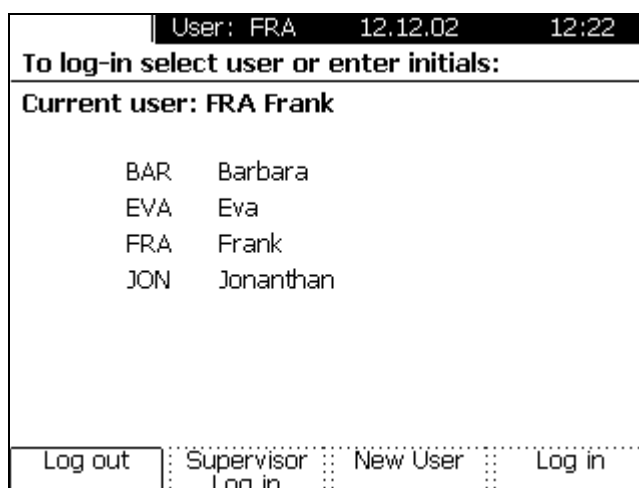 User: FRA 12.12.02 12:22
To log-in select user or enter initials:
Current user: FRA Frank
BAR Barbara
EVA Eva
FRA Frank
JON Jonanthan
Log out Supervisor New User Log in
Log in